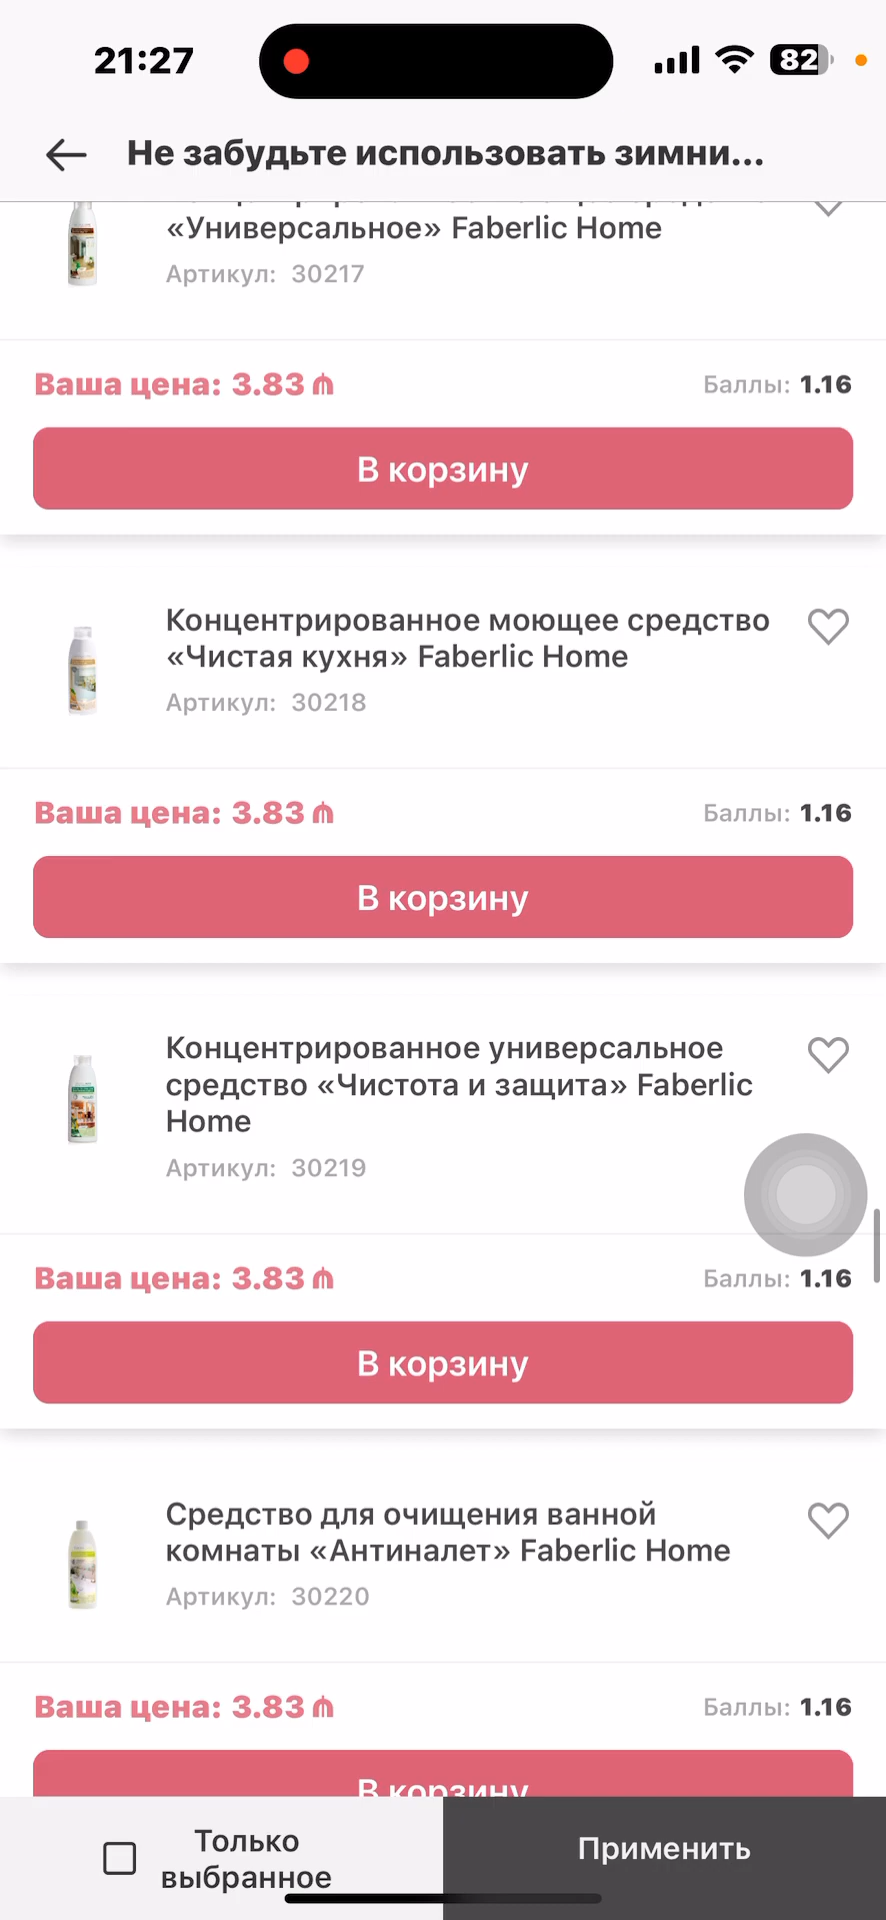 21:27
82
Не забудьте использовать зимни...
«Универсальное» Faberlic Home
Артикул: 30217
Ваша цена: 3.83 ₼
Баллы: 1.16
В корзину
Концентрированное моющее средство
«Чистая кухня» Faberlic Home
Артикул: 30218
Ваша цена: 3.83 ₼
Баллы: 1.16
В корзину
Концентрированное универсальное
средство «Чистота и защита» Faberlic
Home
Артикул: 30219
Ваша цена: 3.83 ₼
Баллы: 1.16
В корзину
Средство для очищения ванной
комнаты «Антиналет» Faberlic Home
Артикул: 30220
Ваша цена: 3.83 ₼
Баллы: 1.16
В корзину
Только
выбранное
Применить